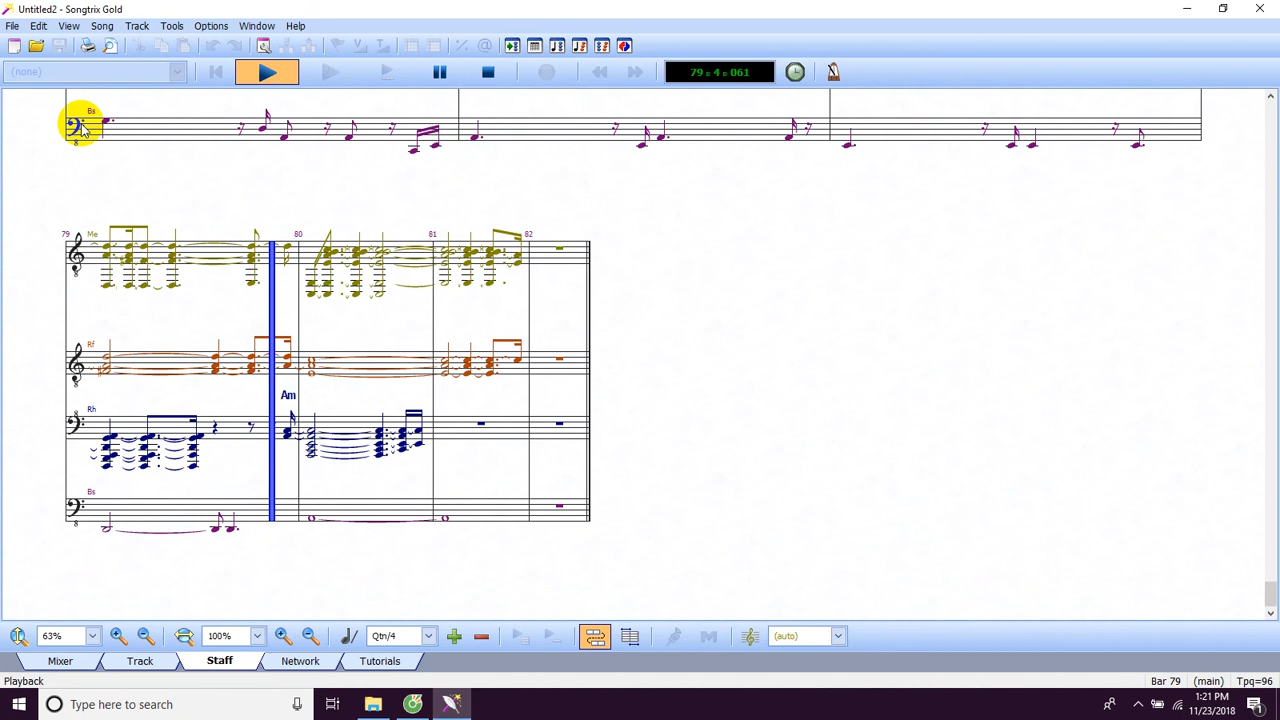 Untitled2 - Songtrix Gold
File Edit View Song Track Tools Options Window Help
(none)
79 : 4 : 061
Bs
79 Me 80 81 82
Rf
Am
Rh
Bs
63% 100% Qtn/4 (auto)
Mixer Track Staff Network Tutorials
Playback Bar 79 (main) Tpq=96
Type here to search
1:21 PM
11/23/2018